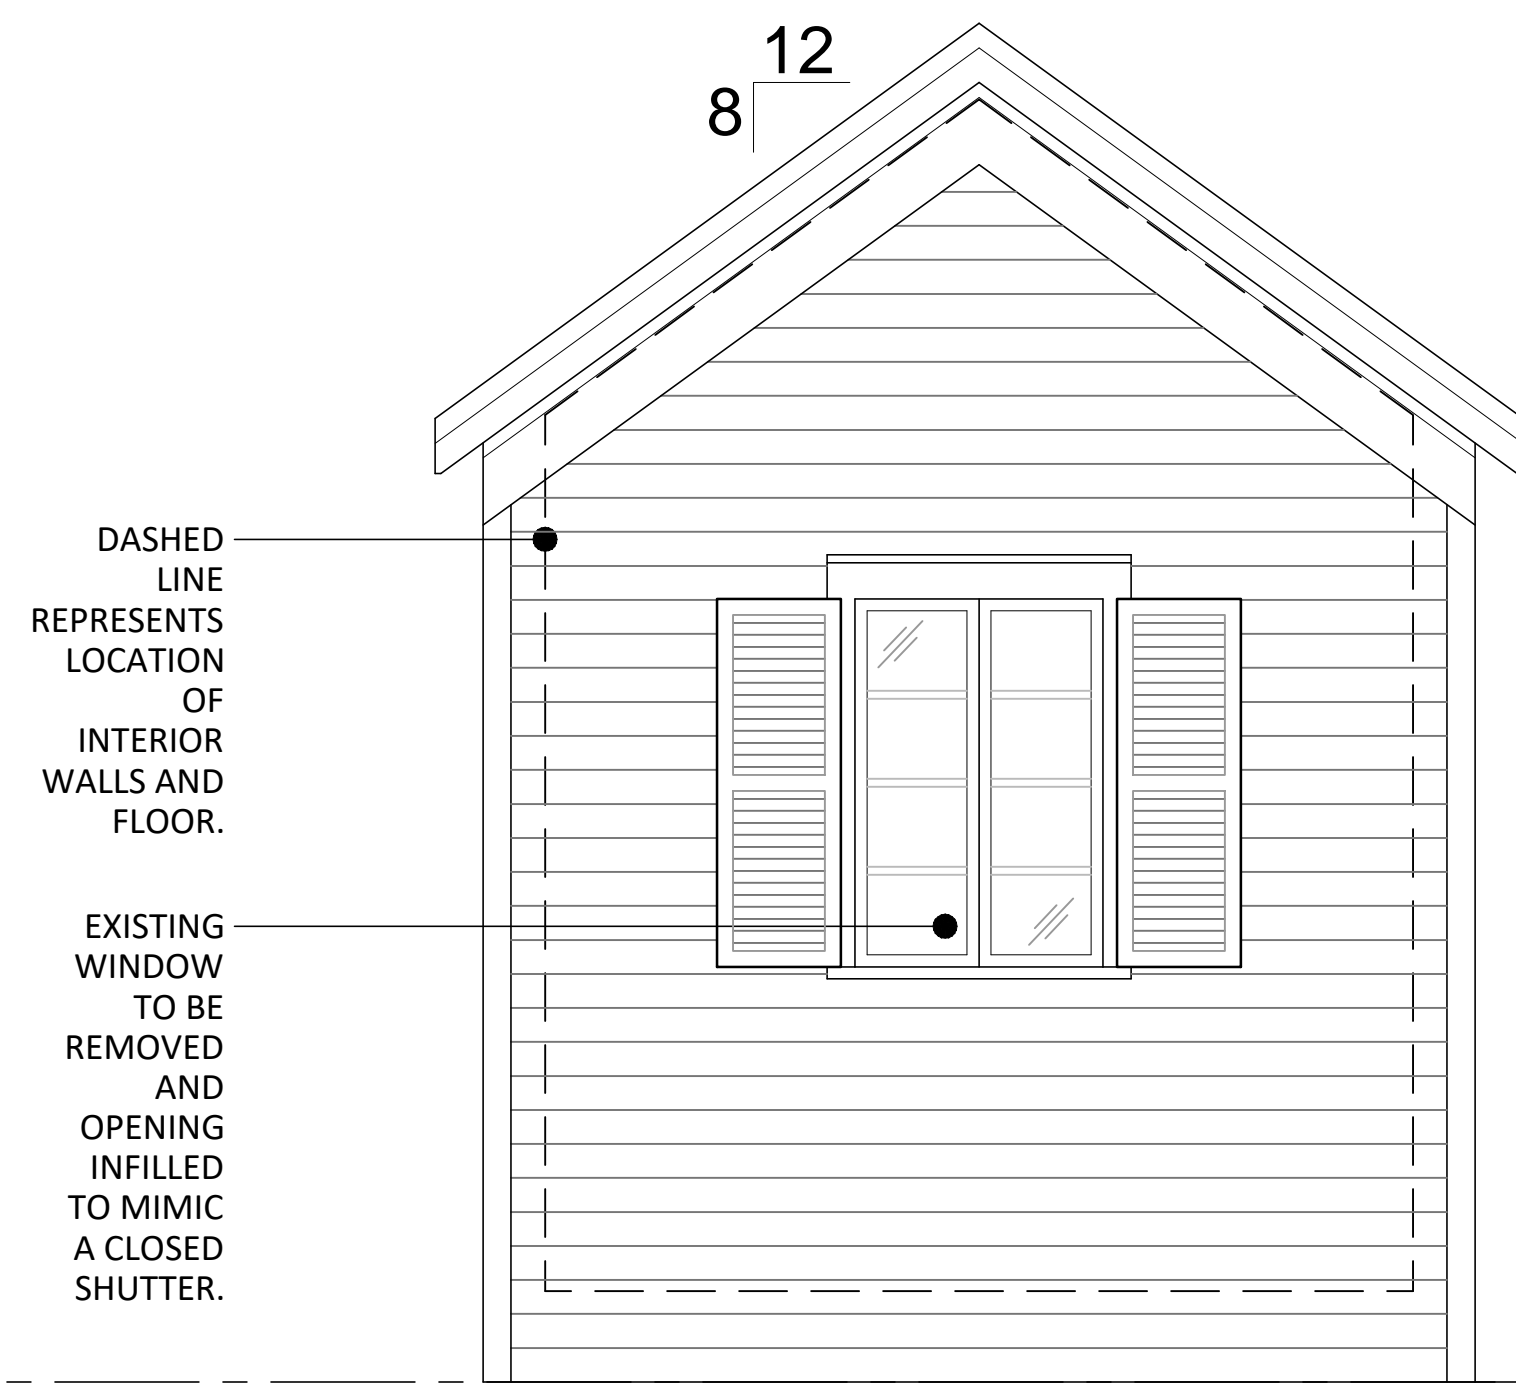 12
8
DASHED
LINE
REPRESENTS
LOCATION
OF
INTERIOR
WALLS AND
FLOOR.
EXISTING
WINDOW
TO BE
REMOVED
AND
OPENING
INFILLED
TO MIMIC
A CLOSED
SHUTTER.